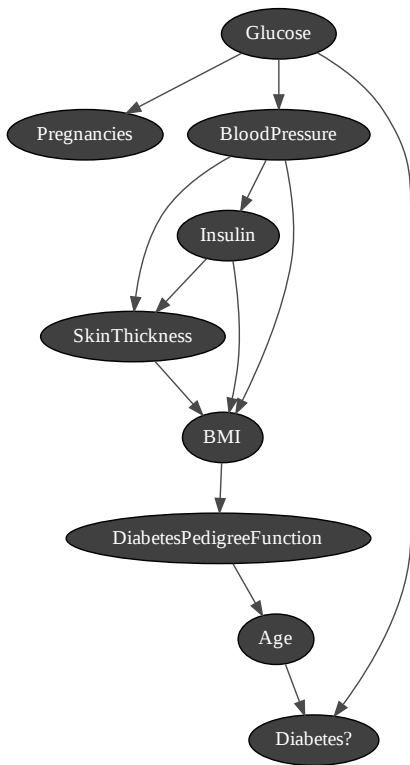 Glucose
Pregnancies
BloodPressure
Insulin
SkinThickness
BMI
DiabetesPedigreeFunction
Age
Diabetes?